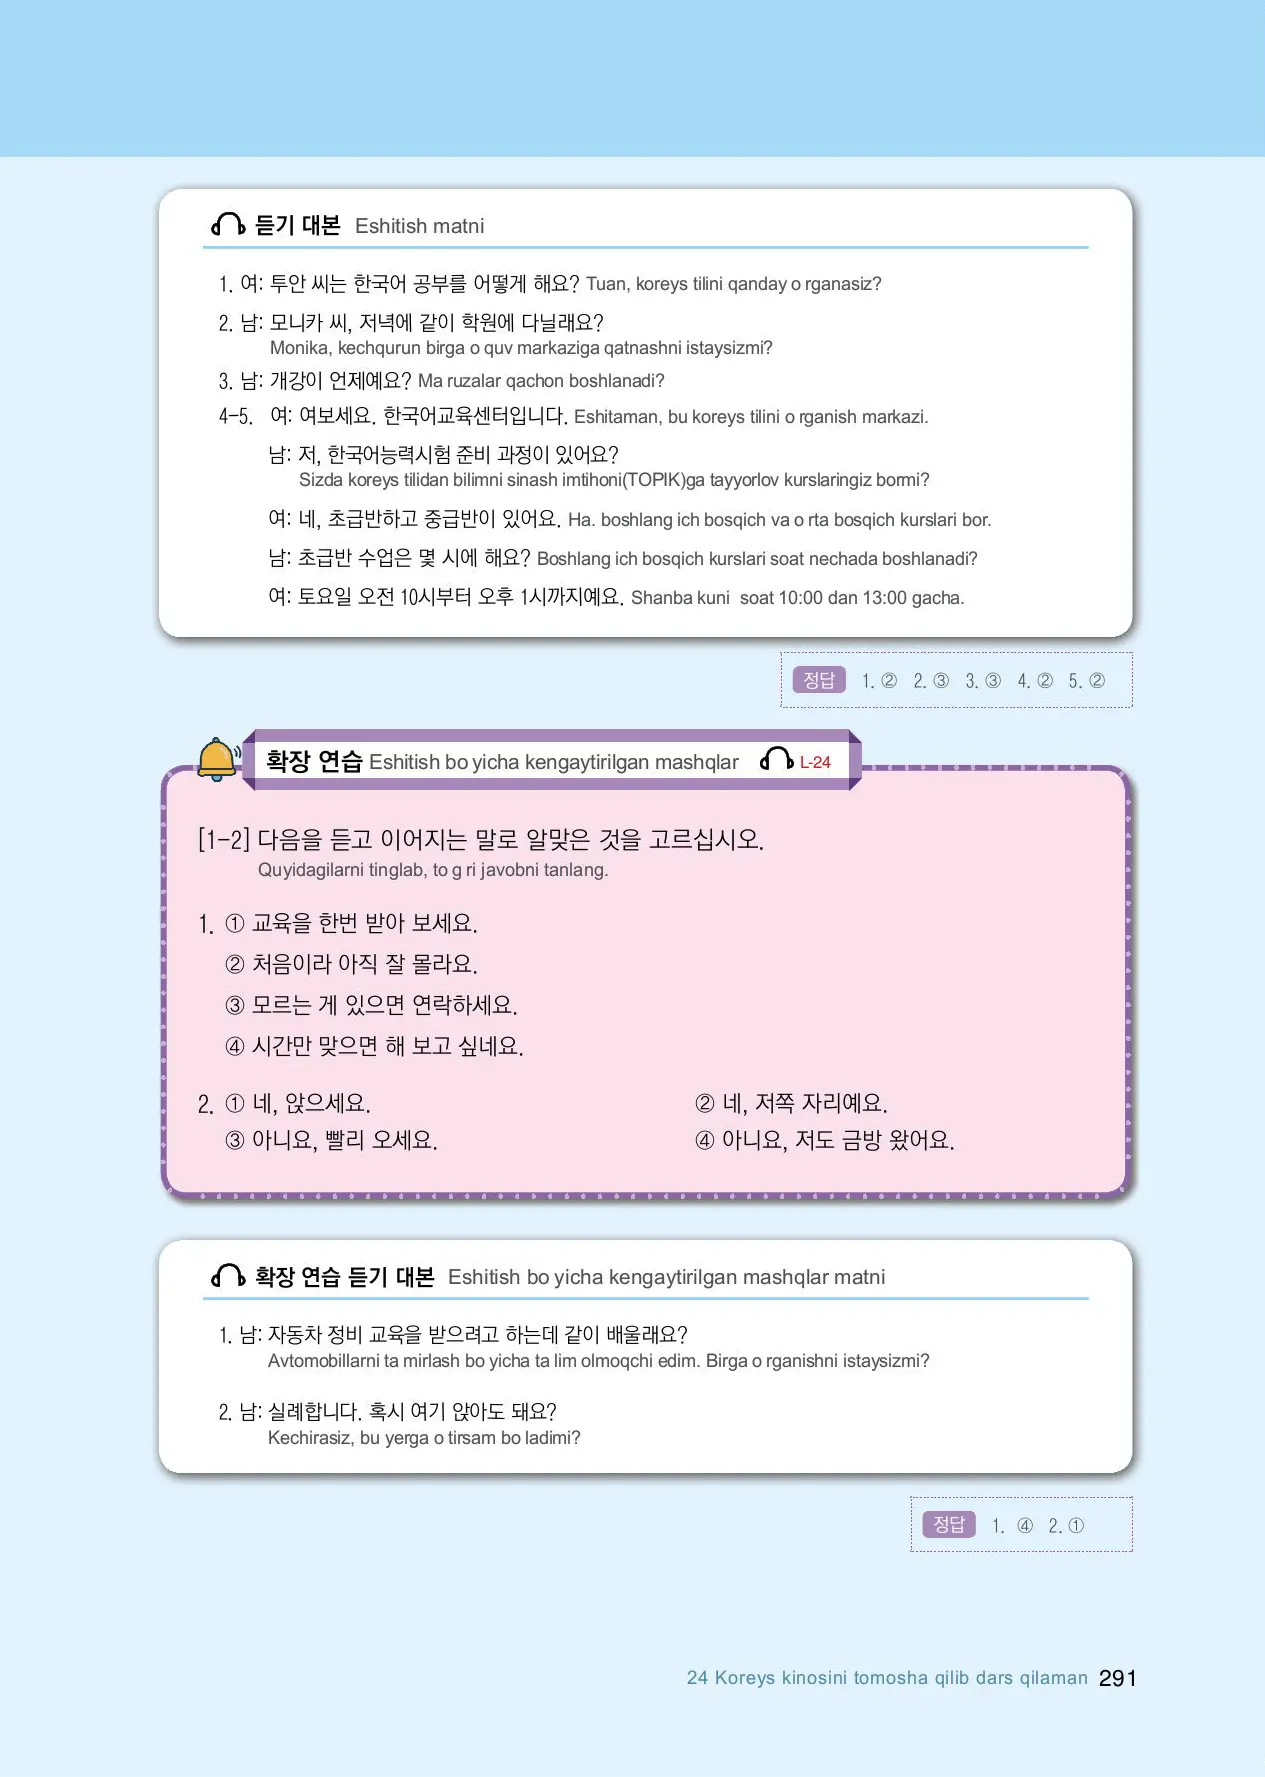 듣기 대본 Eshitish matni
1. 여: 투안 씨는 한국어 공부를 어떻게 해요? Tuan, koreys tilini qanday o rganasiz?
2. 남: 모니카 씨, 저녁에 같이 학원에 다닐래요?
Monika, kechqurun birga o quv markaziga qatnashni istaysizmi?
3. 남: 개강이 언제예요? Ma ruzalar qachon boshlanadi?
4-5. 여: 여보세요. 한국어교육센터입니다. Eshitaman, bu koreys tilini o rganish markazi.
남: 저, 한국어능력시험 준비 과정이 있어요?
Sizda koreys tilidan bilimni sinash imtihoni(TOPIK)ga tayyorlov kurslaringiz bormi?
여: 네, 초급반하고 중급반이 있어요. Ha. boshlang ich bosqich va o rta bosqich kurslari bor.
남: 초급반 수업은 몇 시에 해요? Boshlang ich bosqich kurslari soat nechada boshlanadi?
여: 토요일 오전 10시부터 오후 1시까지예요. Shanba kuni soat 10:00 dan 13:00 gacha.
정답 1. ② 2. ③ 3. ③ 4. ② 5. ②
확장 연습 Eshitish bo yicha kengaytirilgan mashqlar L-24
[1-2] 다음을 듣고 이어지는 말로 알맞은 것을 고르십시오.
Quyidagilarni tinglab, to g ri javobni tanlang.
1. ① 교육을 한번 받아 보세요.
② 처음이라 아직 잘 몰라요.
③ 모르는 게 있으면 연락하세요.
④ 시간만 맞으면 해 보고 싶네요.
2. ① 네, 앉으세요. ② 네, 저쪽 자리예요.
③ 아니요, 빨리 오세요. ④ 아니요, 저도 금방 왔어요.
확장 연습 듣기 대본 Eshitish bo yicha kengaytirilgan mashqlar matni
1. 남: 자동차 정비 교육을 받으려고 하는데 같이 배울래요?
Avtomobillarni ta mirlash bo yicha ta lim olmoqchi edim. Birga o rganishni istaysizmi?
2. 남: 실례합니다. 혹시 여기 앉아도 돼요?
Kechirasiz, bu yerga o tirsam bo ladimi?
정답 1. ④ 2. ①
24 Koreys kinosini tomosha qilib dars qilaman 291